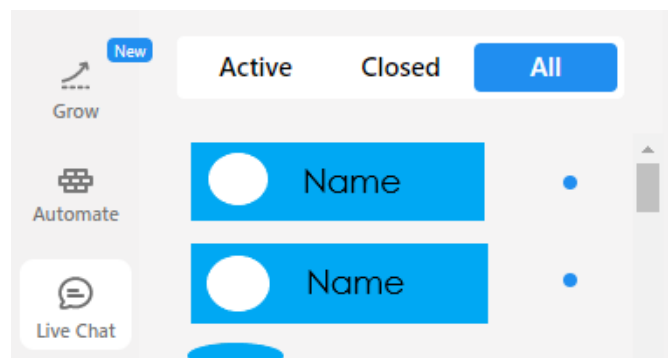 New
Grow
Automate
Live Chat
Active Closed All
Name
Name